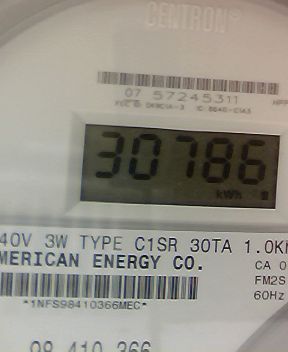 CENTRON®
07 57245311
30786
kWh
40V 3W TYPE C1SR 30TA 1.0K
MERICAN ENERGY CO.
CA 0
FM2S
60Hz
*1NFS98410366MEC*
98 410 366